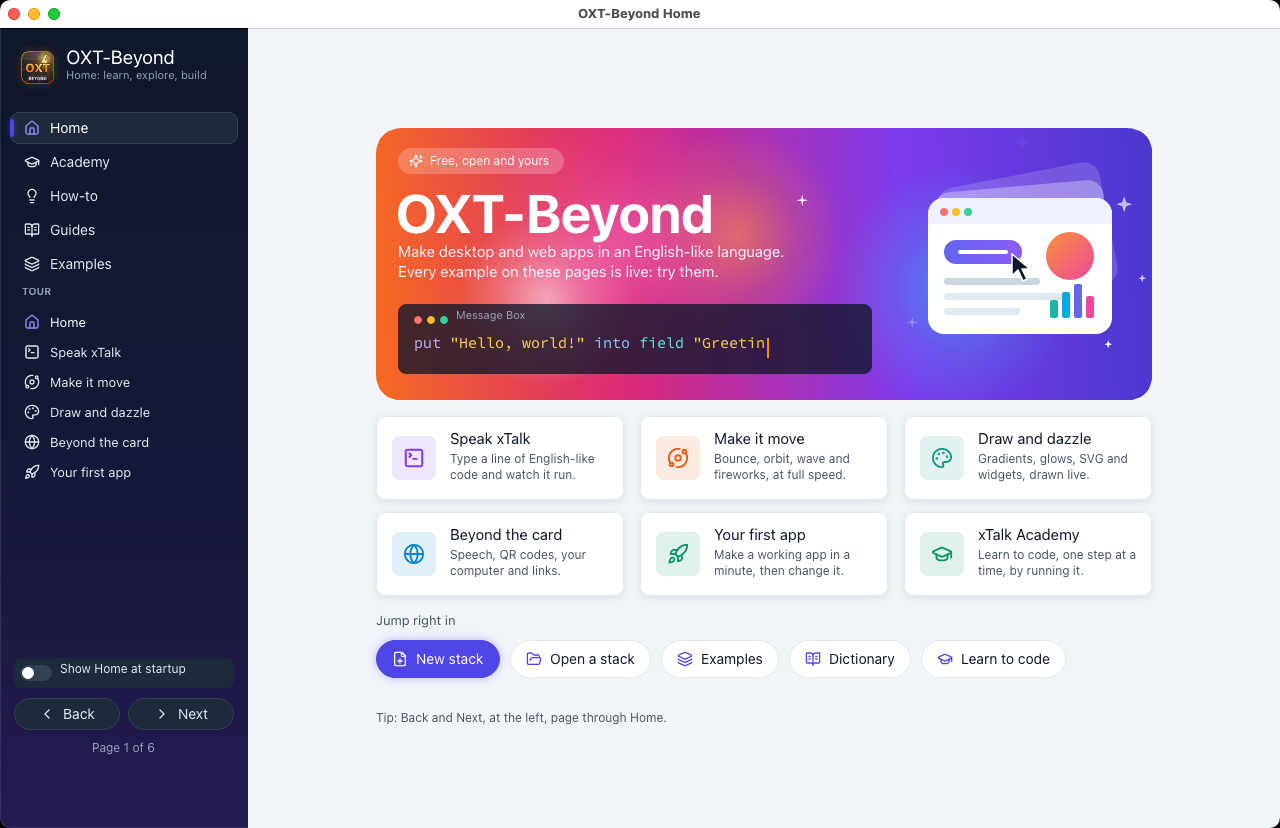 OXT-Beyond Home
OXT
BEYOND
OXT-Beyond
Home: learn, explore, build
Home
Academy
How-to
Guides
Examples
TOUR
Home
Speak xTalk
Make it move
Draw and dazzle
Beyond the card
Your first app
Show Home at startup
Back
Next
Page 1 of 6
Free, open and yours
OXT-Beyond
Make desktop and web apps in an English-like language.
Every example on these pages is live: try them.
Message Box
put "Hello, world!" into field "Greetin
Speak xTalk
Type a line of English-like
code and watch it run.
Make it move
Bounce, orbit, wave and
fireworks, at full speed.
Draw and dazzle
Gradients, glows, SVG and
widgets, drawn live.
Beyond the card
Speech, QR codes, your
computer and links.
Your first app
Make a working app in a
minute, then change it.
xTalk Academy
Learn to code, one step at a
time, by running it.
Jump right in
New stack
Open a stack
Examples
Dictionary
Learn to code
Tip: Back and Next, at the left, page through Home.